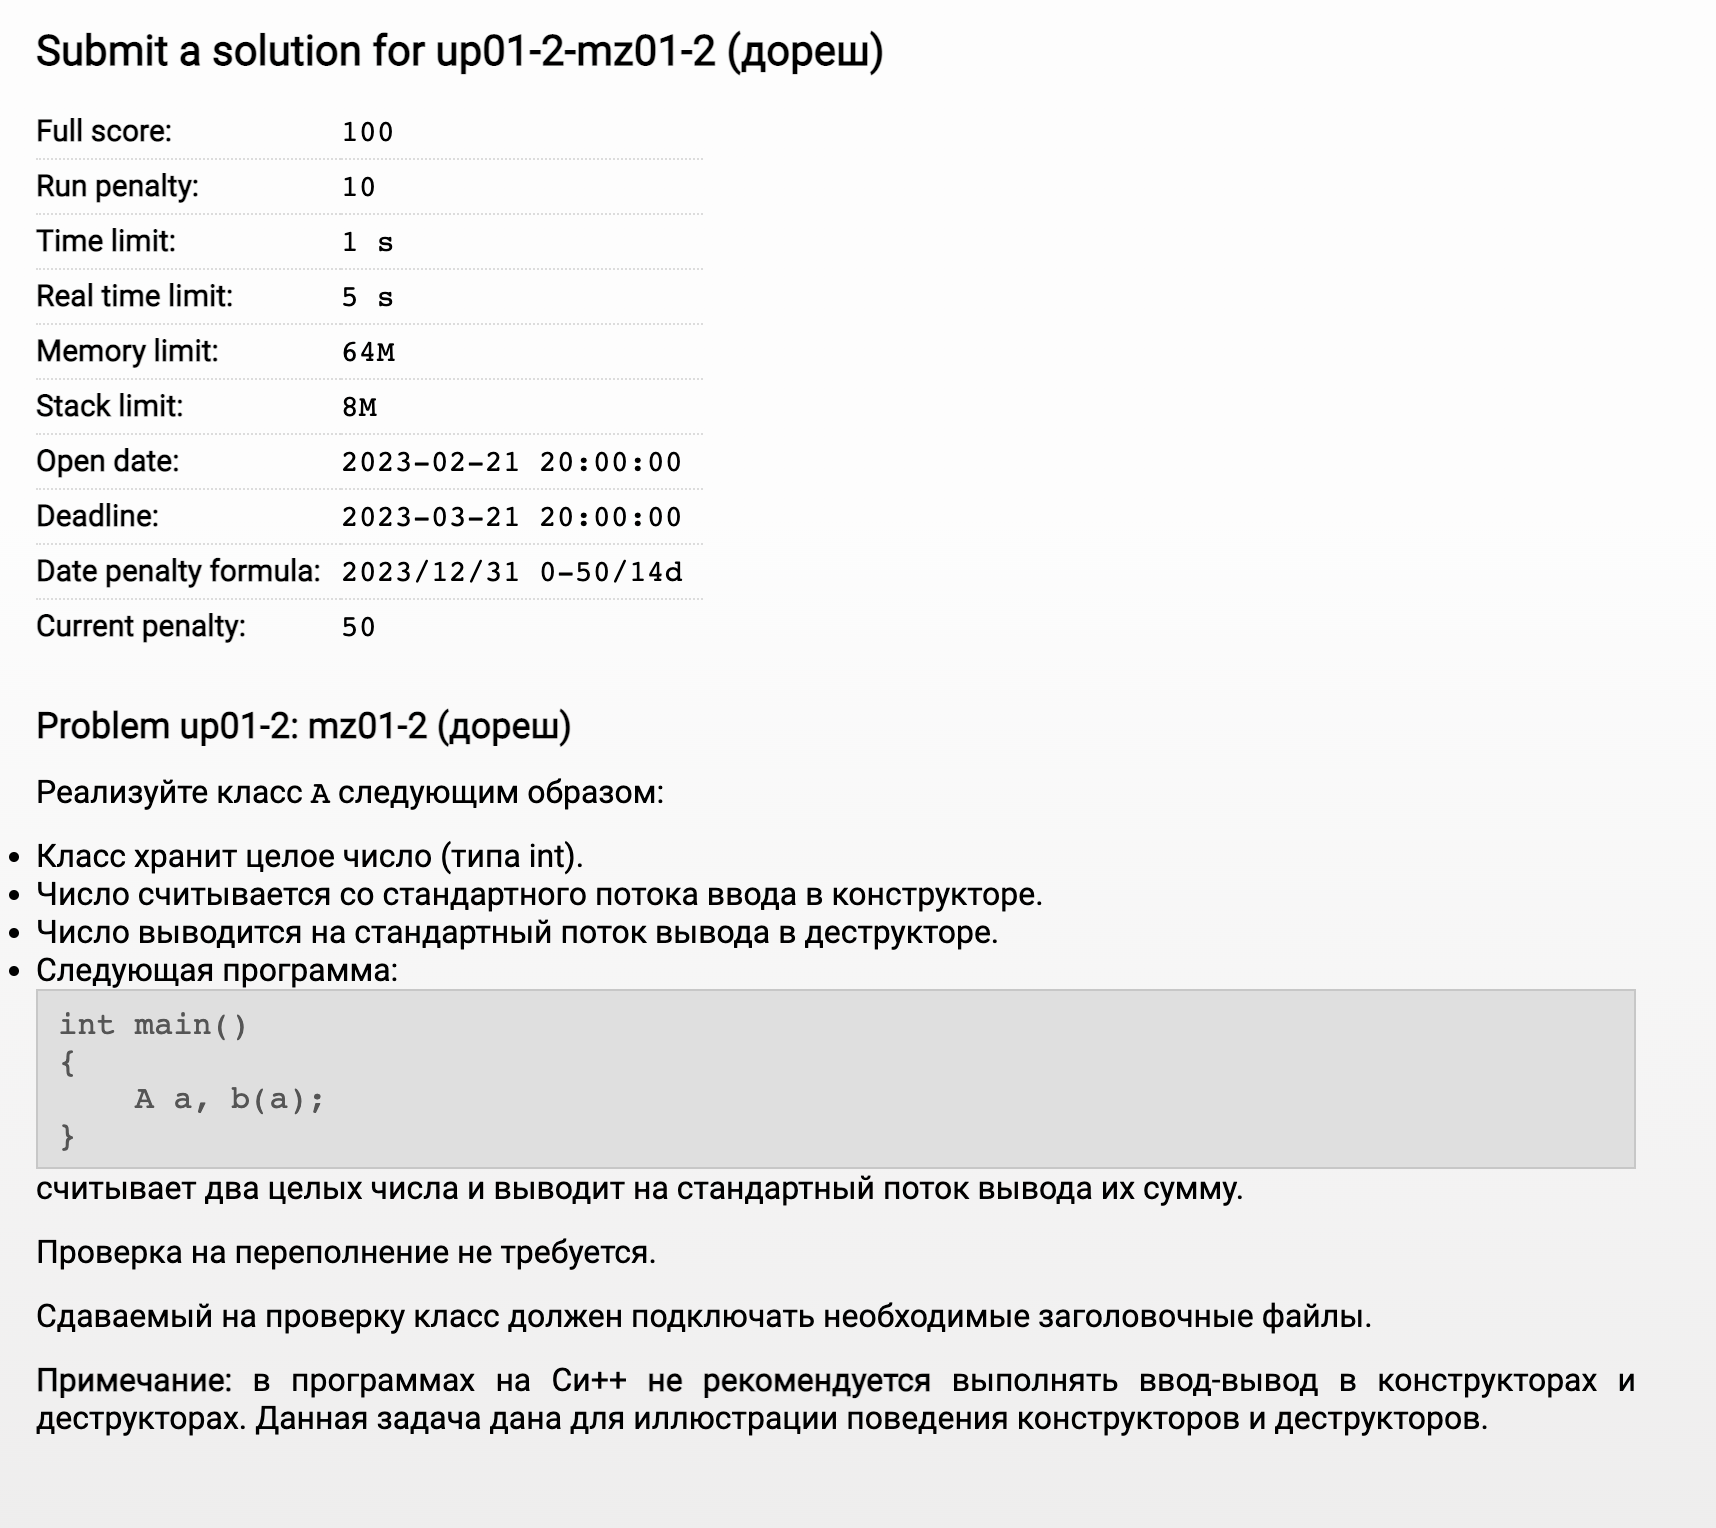 Submit a solution for up01-2-mz01-2 (дореш)
Full score: 100
Run penalty: 10
Time limit: 1 s
Real time limit: 5 s
Memory limit: 64M
Stack limit: 8M
Open date: 2023-02-21 20:00:00
Deadline: 2023-03-21 20:00:00
Date penalty formula: 2023/12/31 0-50/14d
Current penalty: 50
Problem up01-2: mz01-2 (дореш)
Реализуйте класс A следующим образом:
• Класс хранит целое число (типа int).
• Число считывается со стандартного потока ввода в конструкторе.
• Число выводится на стандартный поток вывода в деструкторе.
• Следующая программа:
int main()
{
    A a, b(a);
}
считывает два целых числа и выводит на стандартный поток вывода их сумму.
Проверка на переполнение не требуется.
Сдаваемый на проверку класс должен подключать необходимые заголовочные файлы.
Примечание: в программах на Си++ не рекомендуется выполнять ввод-вывод в конструкторах и
деструкторах. Данная задача дана для иллюстрации поведения конструкторов и деструкторов.